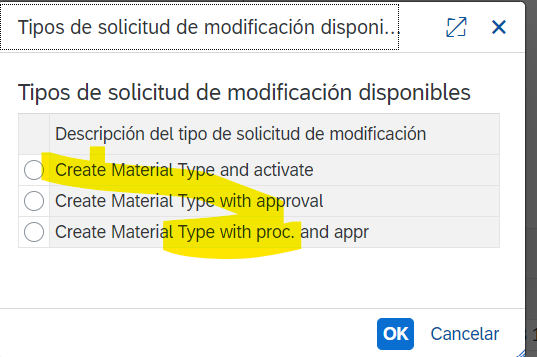 Tipos de solicitud de modificación disponi...
Tipos de solicitud de modificación disponibles
Descripción del tipo de solicitud de modificación
Create Material Type and activate
Create Material Type with approval
Create Material Type with proc. and appr
OK Cancelar